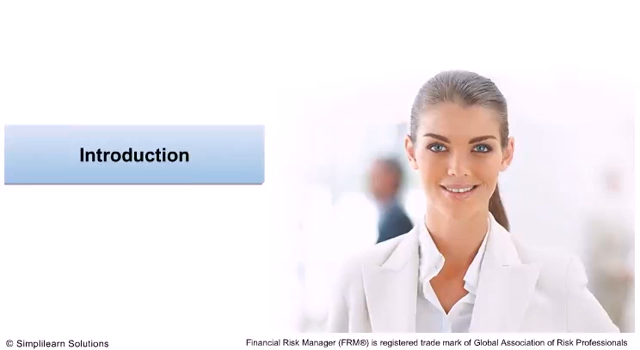 Introduction
© Simplilearn Solutions
Financial Risk Manager (FRM®) is registered trade mark of Global Association of Risk Professionals